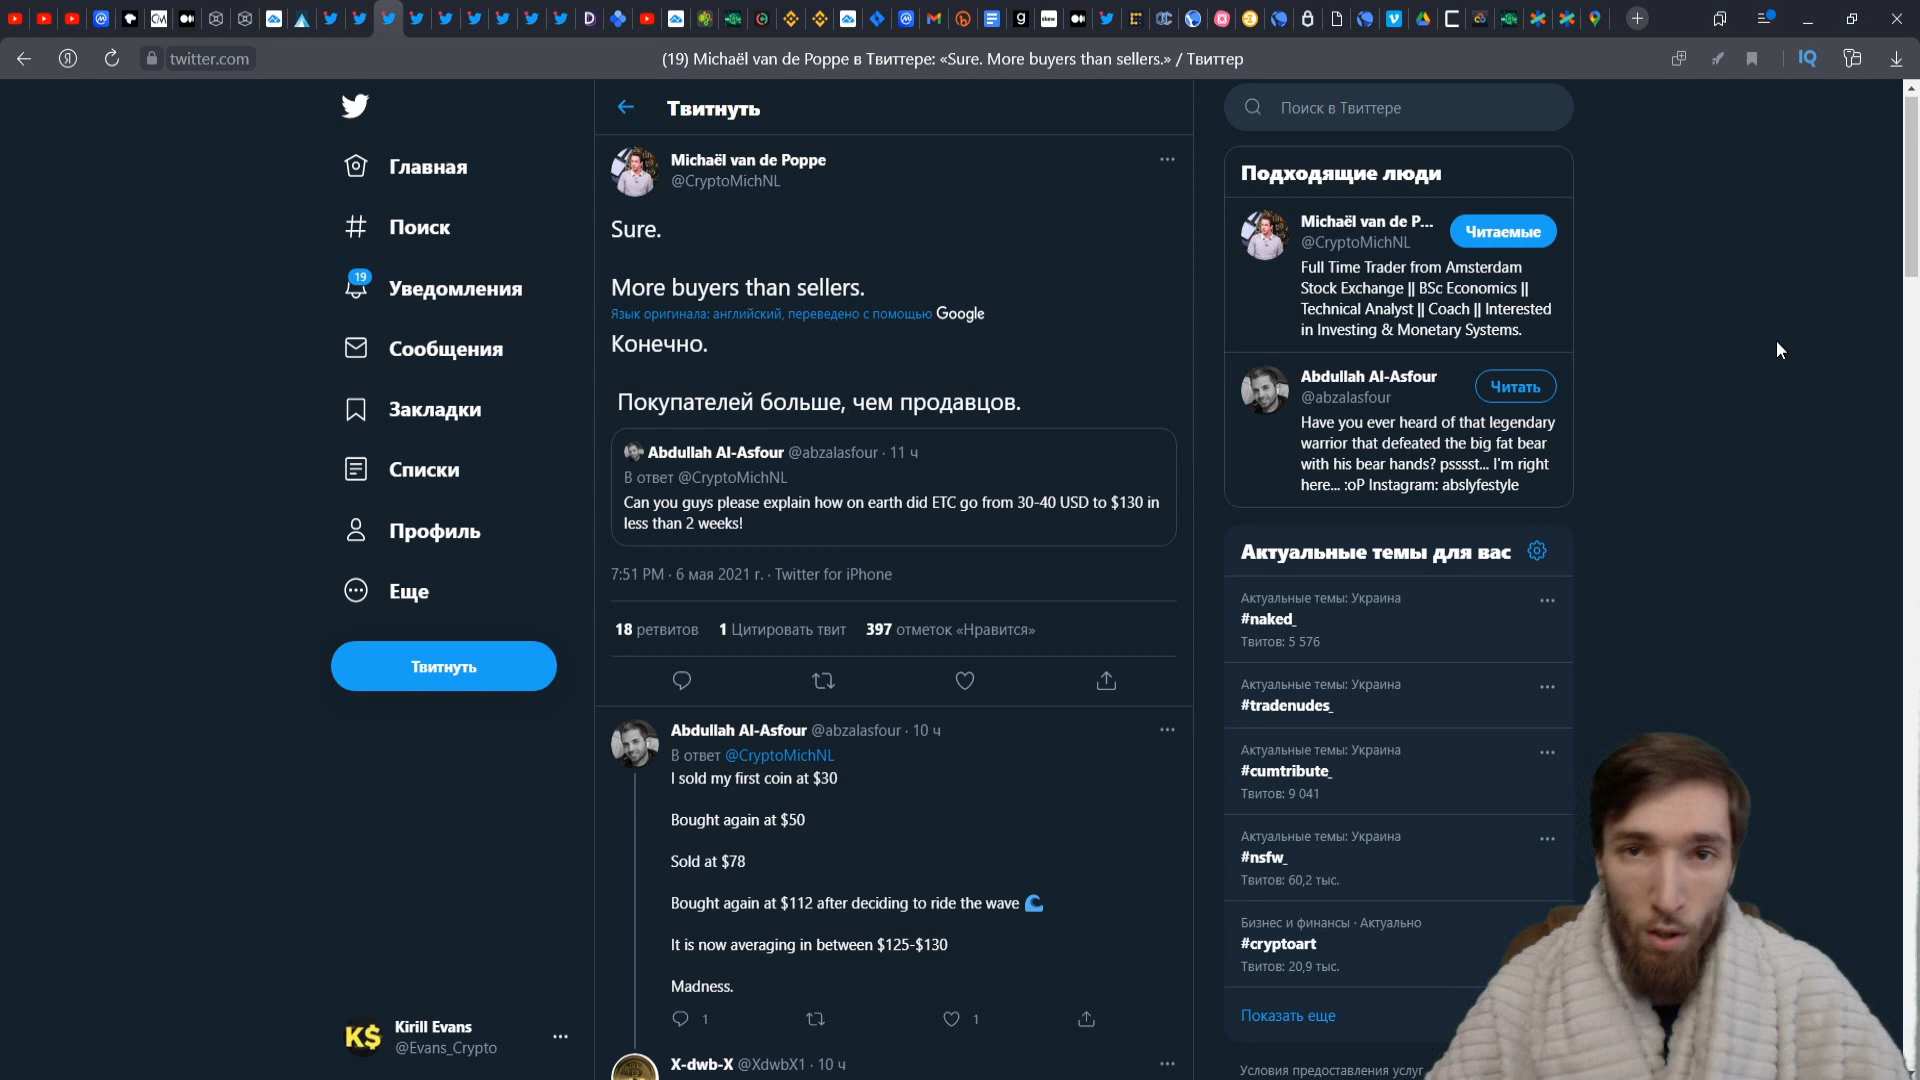 twitter.com
(19) Michaël van de Poppe в Твиттере: «Sure. More buyers than sellers.» / Твиттер
IQ
Главная
Поиск
19
Уведомления
Сообщения
Закладки
Списки
Профиль
Еще
Твитнуть
K$
Kirill Evans
@Evans_Crypto
Твитнуть
Michaël van de Poppe
@CryptoMichNL
Sure.
More buyers than sellers.
Язык оригинала: английский, переведено с помощью Google
Конечно.
Покупателей больше, чем продавцов.
Abdullah Al-Asfour @abzalasfour · 11 ч
В ответ @CryptoMichNL
Can you guys please explain how on earth did ETC go from 30-40 USD to $130 in
less than 2 weeks!
7:51 PM · 6 мая 2021 г. · Twitter for iPhone
18 ретвитов 1 Цитировать твит 397 отметок «Нравится»
Abdullah Al-Asfour @abzalasfour · 10 ч
В ответ @CryptoMichNL
I sold my first coin at $30
Bought again at $50
Sold at $78
Bought again at $112 after deciding to ride the wave 🌊
It is now averaging in between $125-$130
Madness.
1 1
X-dwb-X @XdwbX1 · 10 ч
Поиск в Твиттере
Подходящие люди
Michaël van de P...
@CryptoMichNL
Читаемые
Full Time Trader from Amsterdam
Stock Exchange || BSc Economics ||
Technical Analyst || Coach || Interested
in Investing & Monetary Systems.
Abdullah Al-Asfour
@abzalasfour
Читать
Have you ever heard of that legendary
warrior that defeated the big fat bear
with his bear hands? psssst... I'm right
here... :oP Instagram: abslyfestyle
Актуальные темы для вас
Актуальные темы: Украина
#naked_
Твитов: 5 576
Актуальные темы: Украина
#tradenudes_
Актуальные темы: Украина
#cumtribute_
Твитов: 9 041
Актуальные темы: Украина
#nsfw_
Твитов: 60,2 тыс.
Бизнес и финансы · Актуально
#cryptoart
Твитов: 20,9 тыс.
Показать еще
Условия предоставления услуг